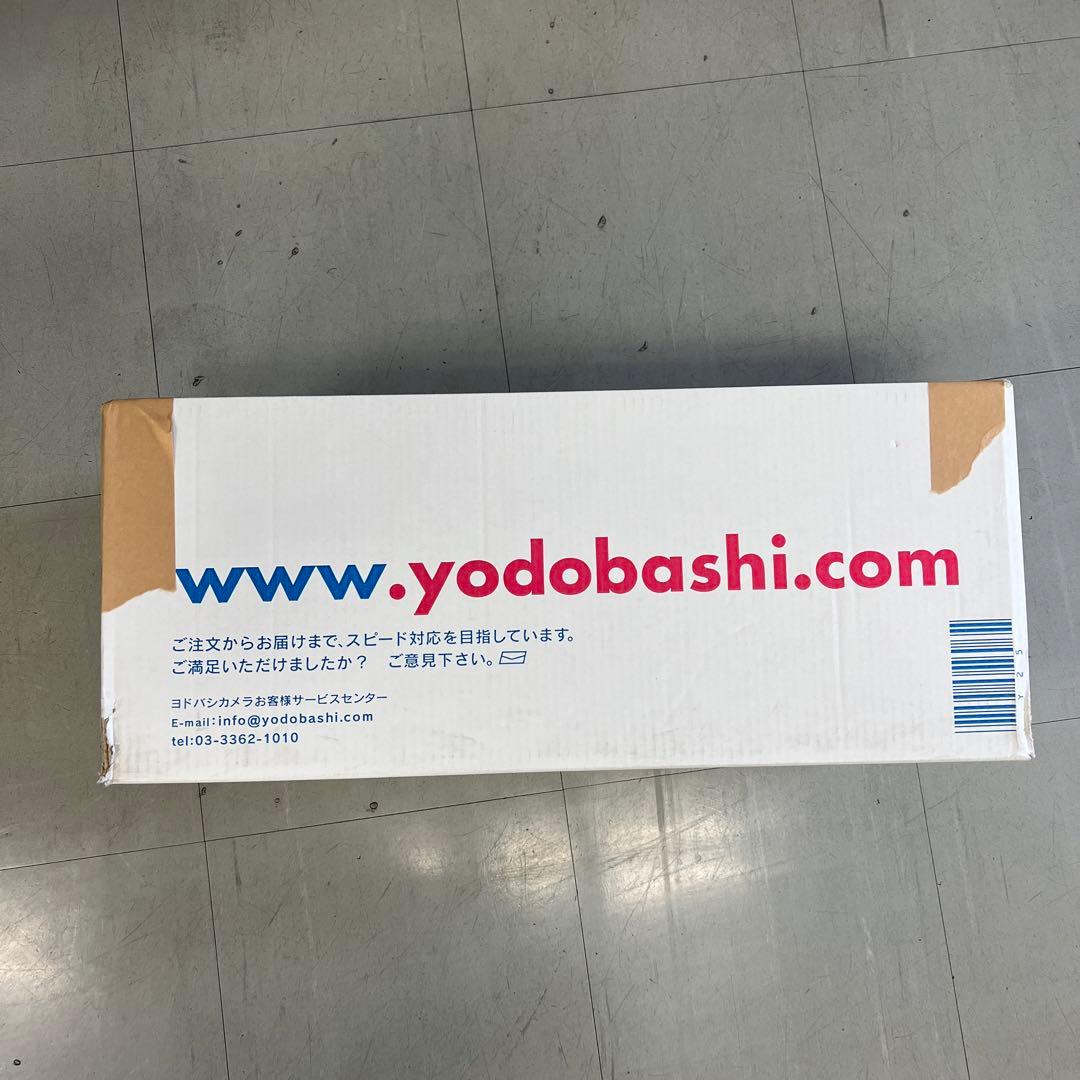 www.yodobashi.com
ご注文からお届けまで、スピード対応を目指しています。
ご満足いただけましたか？　ご意見下さい。
ヨドバシカメラお客様サービスセンター
E-mail:info@yodobashi.com
tel:03-3362-1010
Y25